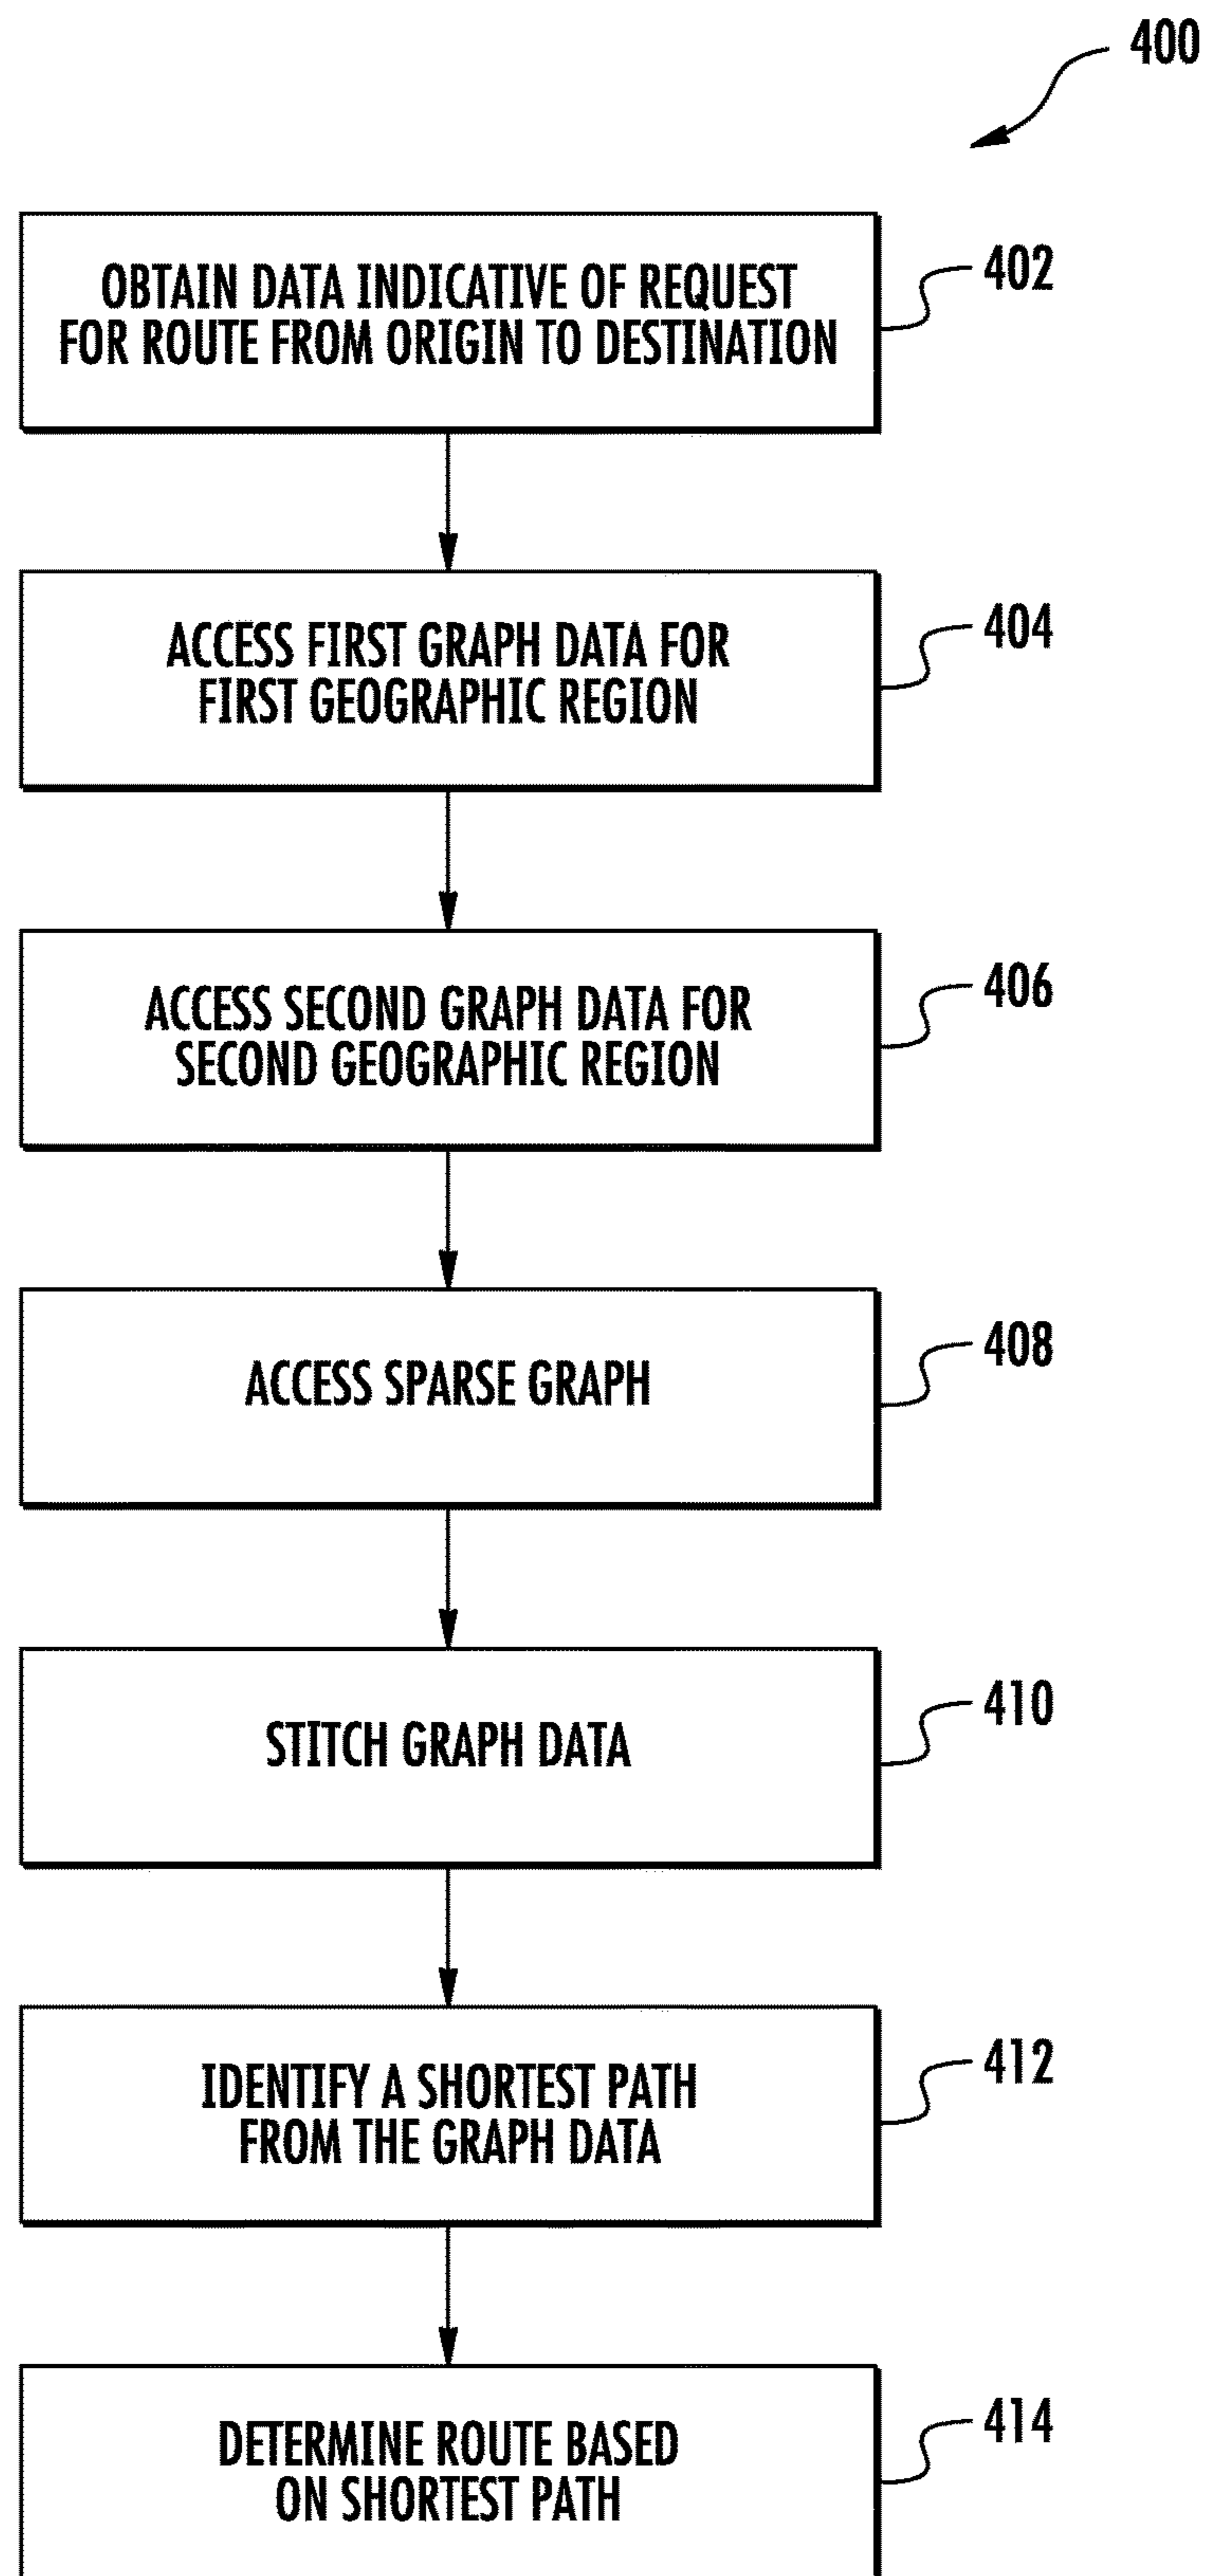 400
OBTAIN DATA INDICATIVE OF REQUEST
FOR ROUTE FROM ORIGIN TO DESTINATION
402
ACCESS FIRST GRAPH DATA FOR
FIRST GEOGRAPHIC REGION
404
ACCESS SECOND GRAPH DATA FOR
SECOND GEOGRAPHIC REGION
406
ACCESS SPARSE GRAPH
408
STITCH GRAPH DATA
410
IDENTIFY A SHORTEST PATH
FROM THE GRAPH DATA
412
DETERMINE ROUTE BASED
ON SHORTEST PATH
414